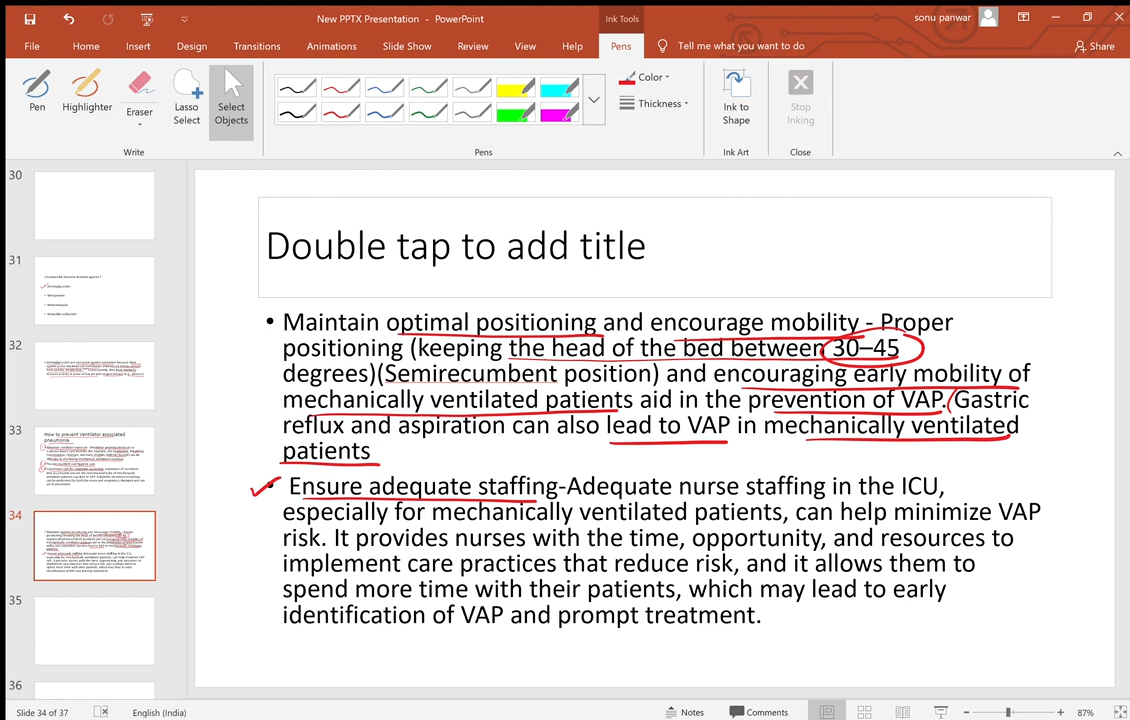 New PPTX Presentation - PowerPoint
Ink Tools
sonu panwar
File
Home
Insert
Design
Transitions
Animations
Slide Show
Review
View
Help
Pens
Tell me what you want to do
Share
Pen
Highlighter
Eraser
Lasso Select
Select Objects
Color
Thickness
Ink to Shape
Stop Inking
Write
Pens
Ink Art
Close
30
31
32
33
How to prevent Ventilator associated
pneumonia
34
35
36
Double tap to add title
• Maintain optimal positioning and encourage mobility - Proper
positioning (keeping the head of the bed between 30–45
degrees)(Semirecumbent position) and encouraging early mobility of
mechanically ventilated patients aid in the prevention of VAP. Gastric
reflux and aspiration can also lead to VAP in mechanically ventilated
patients
• Ensure adequate staffing-Adequate nurse staffing in the ICU,
especially for mechanically ventilated patients, can help minimize VAP
risk. It provides nurses with the time, opportunity, and resources to
implement care practices that reduce risk, and it allows them to
spend more time with their patients, which may lead to early
identification of VAP and prompt treatment.
Slide 34 of 37
English (India)
Notes
Comments
87%